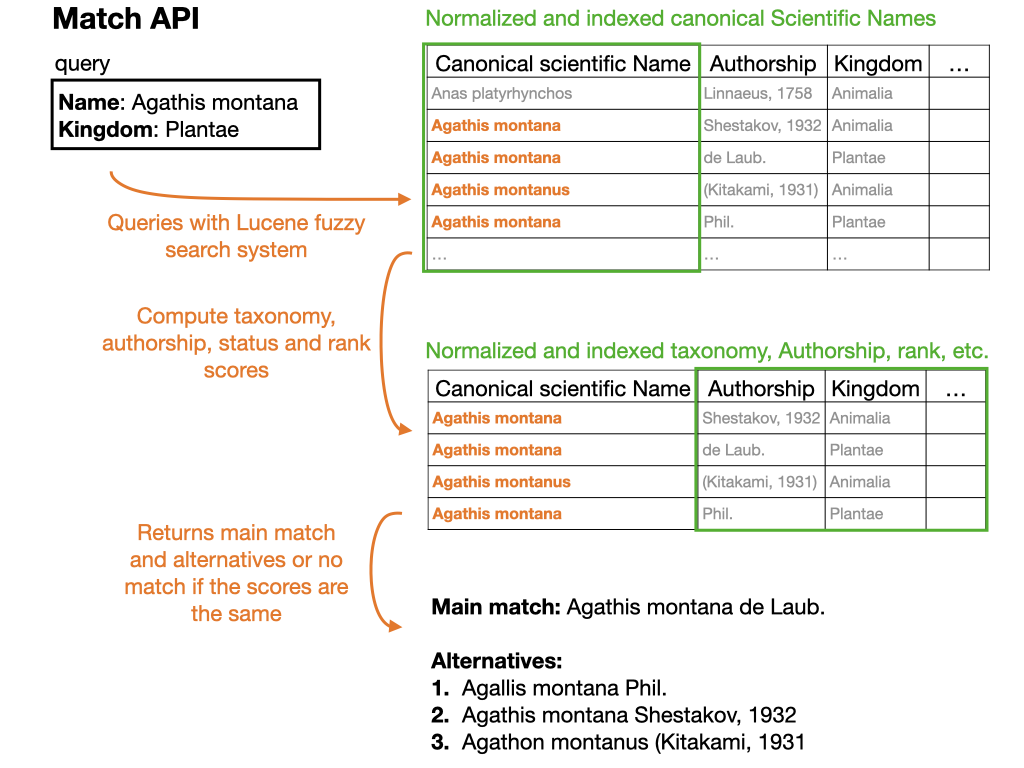 Match API
query
Name: Agathis montana
Kingdom: Plantae
Queries with Lucene fuzzy
search system
Normalized and indexed canonical Scientific Names
Canonical scientific Name Authorship Kingdom ...
Anas platyrhynchos Linnaeus, 1758 Animalia
Agathis montana Shestakov, 1932 Animalia
Agathis montana de Laub. Plantae
Agathis montanus (Kitakami, 1931) Animalia
Agathis montana Phil. Plantae
... ... ...
Compute taxonomy,
authorship, status and rank
scores
Normalized and indexed taxonomy, Authorship, rank, etc.
Canonical scientific Name Authorship Kingdom ...
Agathis montana Shestakov, 1932 Animalia
Agathis montana de Laub. Plantae
Agathis montanus (Kitakami, 1931) Animalia
Agathis montana Phil. Plantae
Returns main match
and alternatives or no
match if the scores are
the same
Main match: Agathis montana de Laub.
Alternatives:
1. Agallis montana Phil.
2. Agathis montana Shestakov, 1932
3. Agathon montanus (Kitakami, 1931